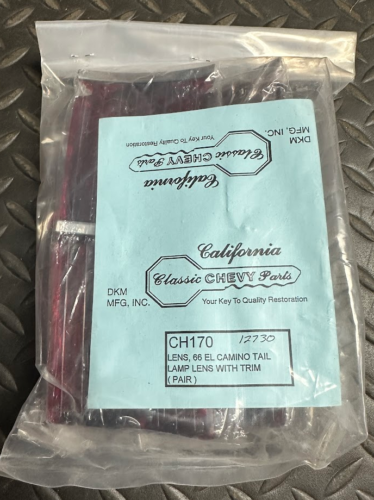 DKM
MFG, INC.
California
Classic CHEVY Parts
Your Key To Quality Restoration
California
Classic CHEVY Parts
DKM
MFG, INC.
Your Key To Quality Restoration
CH170 12730
LENS, 66 EL CAMINO TAIL
LAMP LENS WITH TRIM
( PAIR )